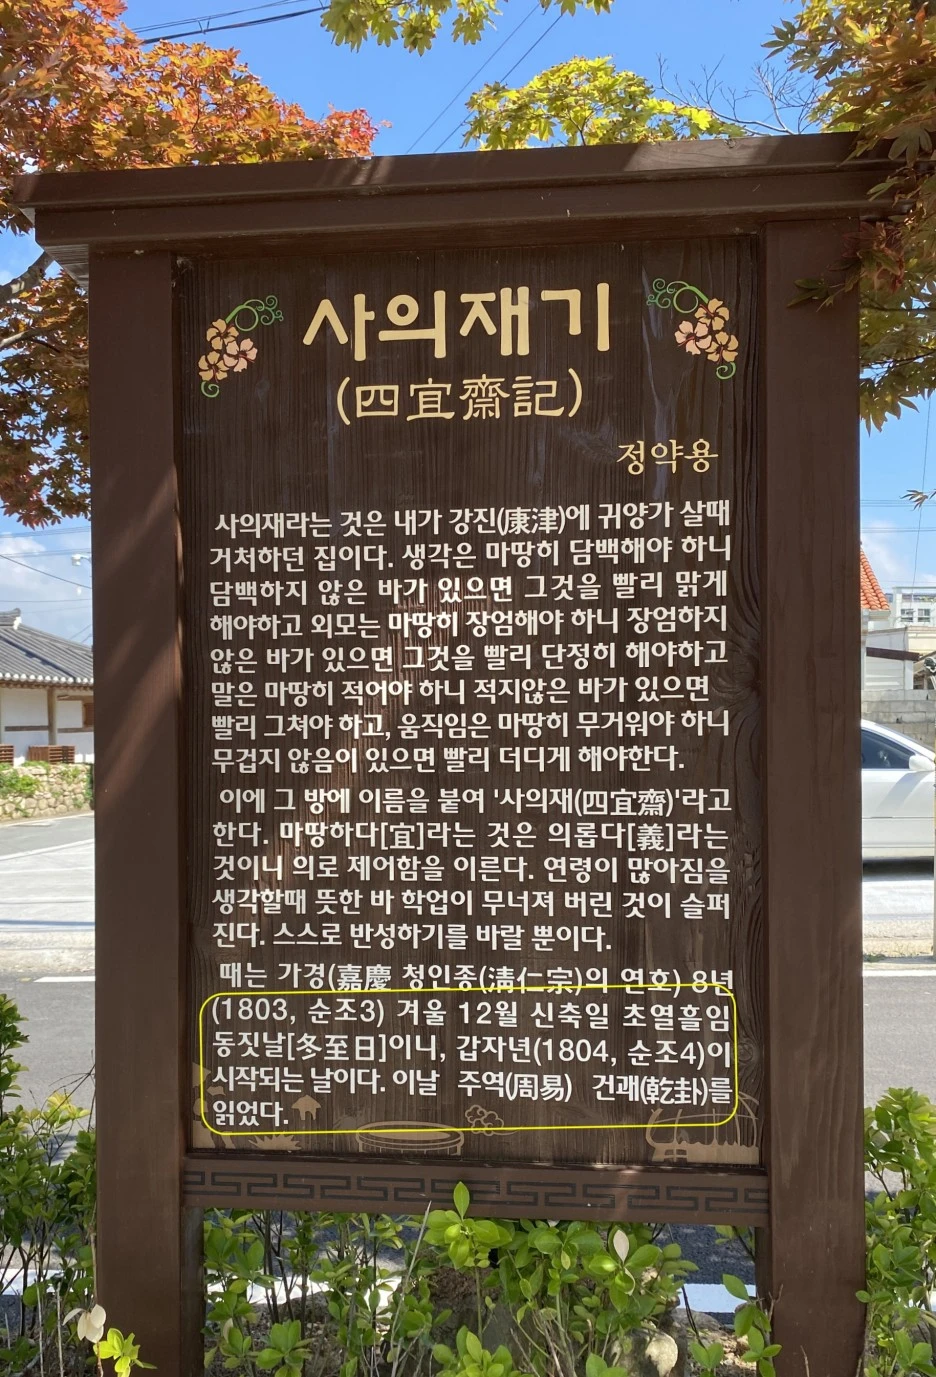 사의재기
(四宜齋記)
정약용
사의재라는 것은 내가 강진(康津)에 귀양가 살때
거처하던 집이다. 생각은 마땅히 담백해야 하니
담백하지 않은 바가 있으면 그것을 빨리 맑게
해야하고 외모는 마땅히 장엄해야 하니 장엄하지
않은 바가 있으면 그것을 빨리 단정히 해야하고
말은 마땅히 적어야 하니 적지않은 바가 있으면
빨리 그쳐야 하고, 움직임은 마땅히 무거워야 하니
무겁지 않음이 있으면 빨리 더디게 해야한다.
이에 그 방에 이름을 붙여 '사의재(四宜齋)'라고
한다. 마땅하다[宜]라는 것은 의롭다[義]라는
것이니 의로 제어함을 이른다. 연령이 많아짐을
생각할때 뜻한 바 학업이 무너져 버린 것이 슬퍼
진다. 스스로 반성하기를 바랄 뿐이다.
때는 가경(嘉慶 청인종(淸仁宗)의 연호) 8년
(1803, 순조3) 겨울 12월 신축일 초열흘임
동짓날[冬至日]이니, 갑자년(1804, 순조4)이
시작되는 날이다. 이날 주역(周易) 건괘(乾卦)를
읽었다.